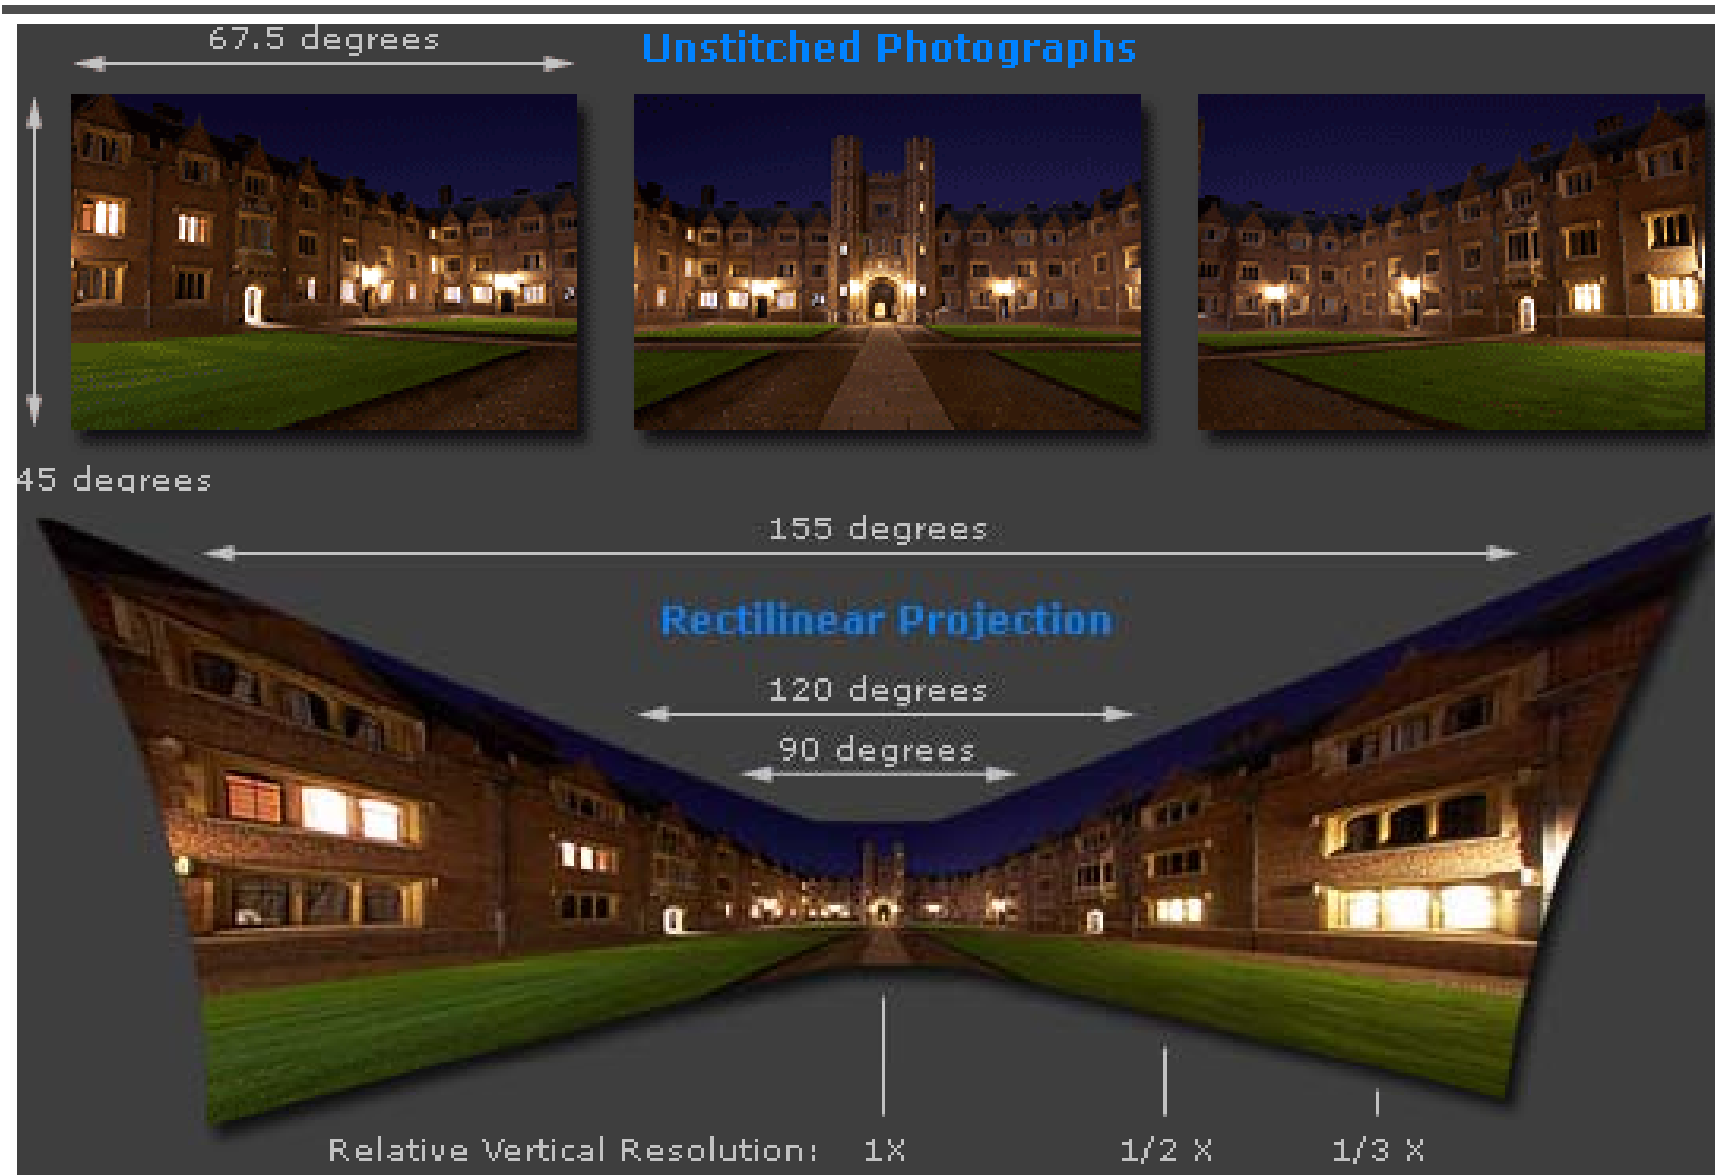 67.5 degrees
Unstitched Photographs
45 degrees
155 degrees
Rectilinear Projection
120 degrees
90 degrees
Relative Vertical Resolution: 1X 1/2 X 1/3 X